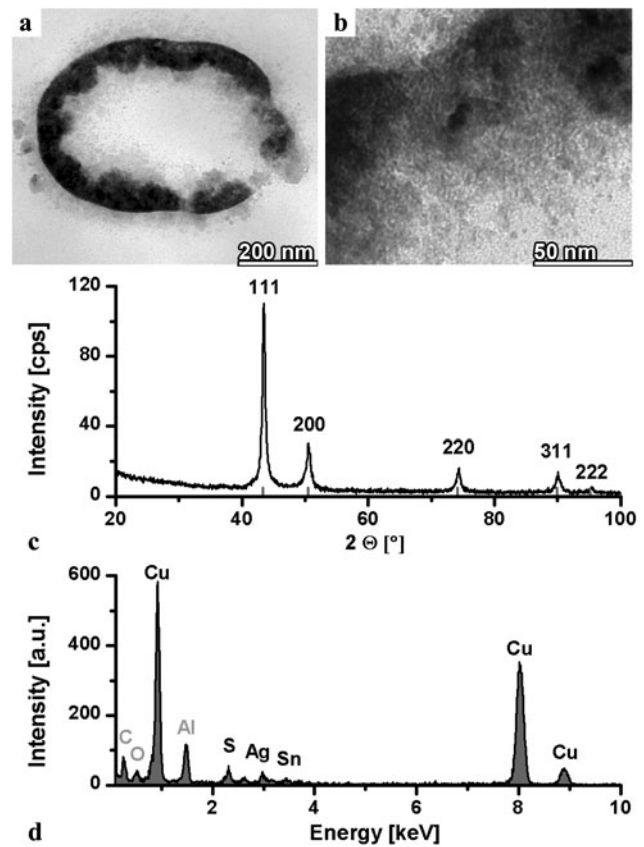 a b
200 nm 50 nm
120
80
40
0
Intensity [cps]
111
200
220
311
222
20 40 60 80 100
2 Θ [°]
c
600
400
200
0
Intensity [a.u.]
Cu
C
O
Al
S
Ag
Sn
Cu
Cu
2 4 6 8 10
Energy [keV]
d